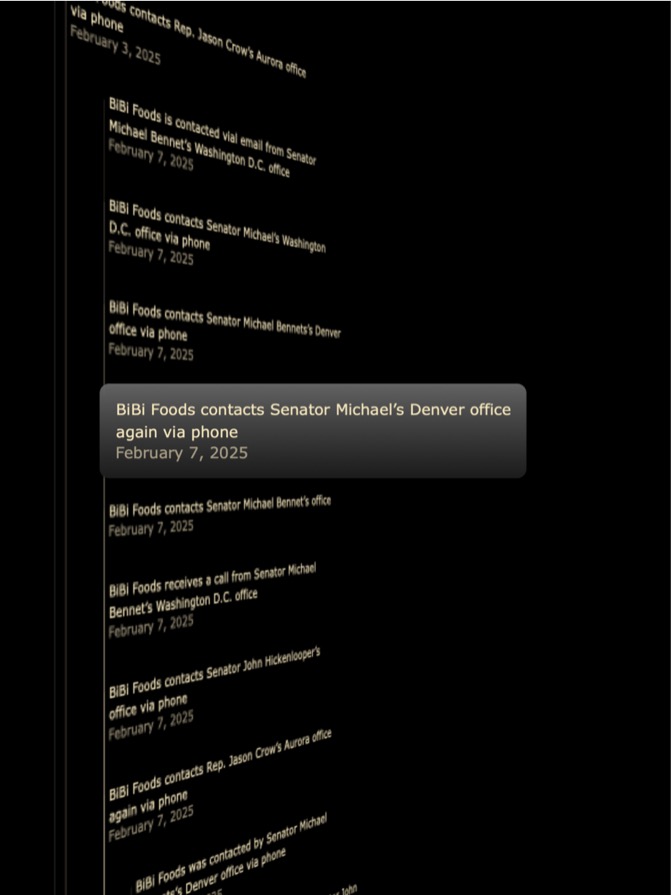 oods contacts Rep. Jason Crow's Aurora office
via phone
February 3, 2025
BiBi Foods is contacted vial email from Senator
Michael Bennet's Washington D.C. office
February 7, 2025
BiBi Foods contacts Senator Michael's Washington
D.C. office via phone
February 7, 2025
BiBi Foods contacts Senator Michael Bennets's Denver
office via phone
February 7, 2025
BiBi Foods contacts Senator Michael’s Denver office
again via phone
February 7, 2025
BiBi Foods contacts Senator Michael Bennet's office
February 7, 2025
BiBi Foods receives a call from Senator Michael
Bennet's Washington D.C. office
February 7, 2025
BiBi Foods contacts Senator John Hickenlooper's
office via phone
February 7, 2025
BiBi Foods contacts Rep. Jason Crow's Aurora office
again via phone
February 7, 2025
BiBi Foods was contacted by Senator Michael
Denver office via phone
John